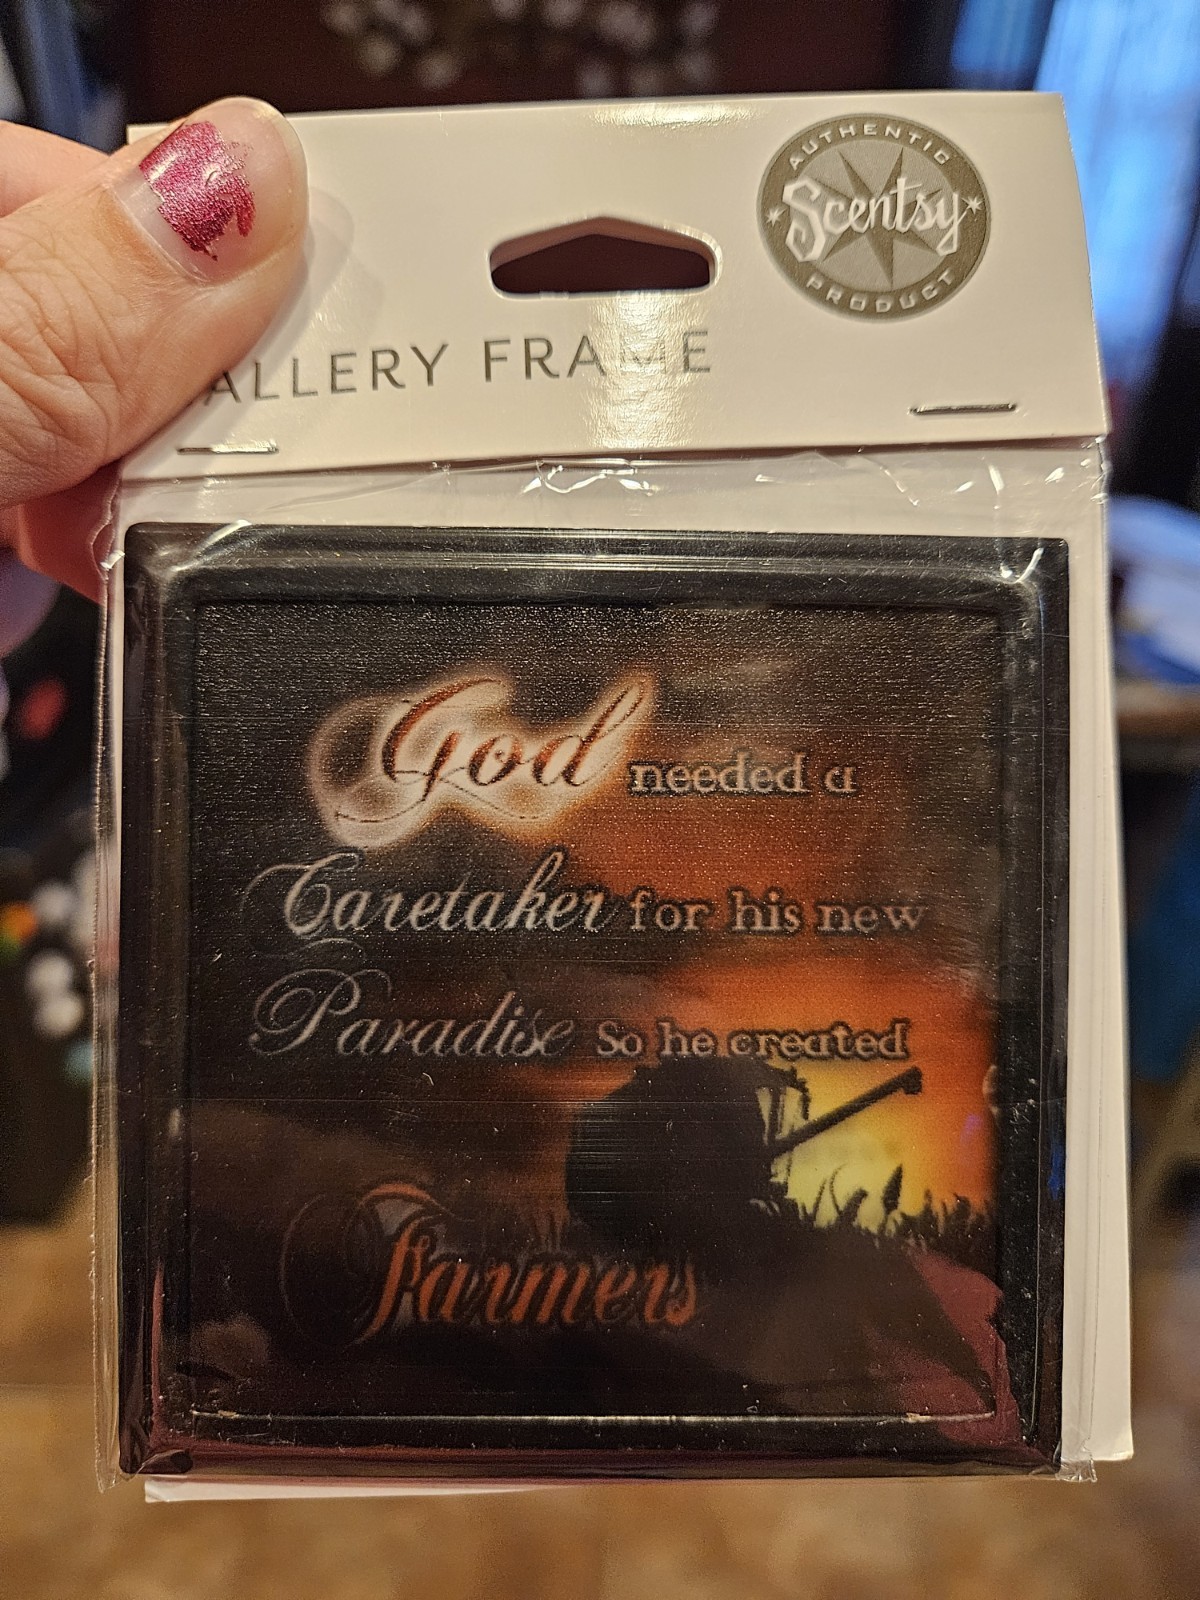 AUTHENTIC
Scentsy
PRODUCT
ALLERY FRAME
God needed a
Caretaker for his new
Paradise So he created
Farmers